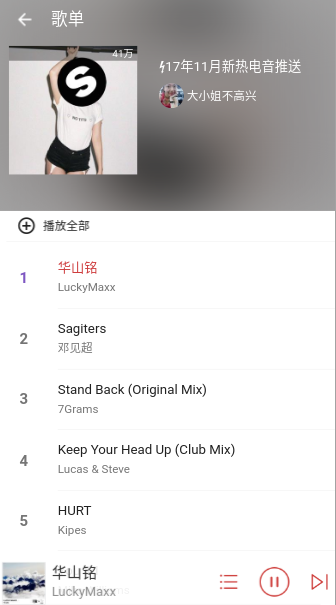 歌单
41万
⚡17年11月新热电音推送
大小姐不高兴
播放全部
1
华山铭
LuckyMaxx
2
Sagiters
邓见超
3
Stand Back (Original Mix)
7Grams
4
Keep Your Head Up (Club Mix)
Lucas & Steve
5
HURT
Kipes
华山铭
LuckyMaxx